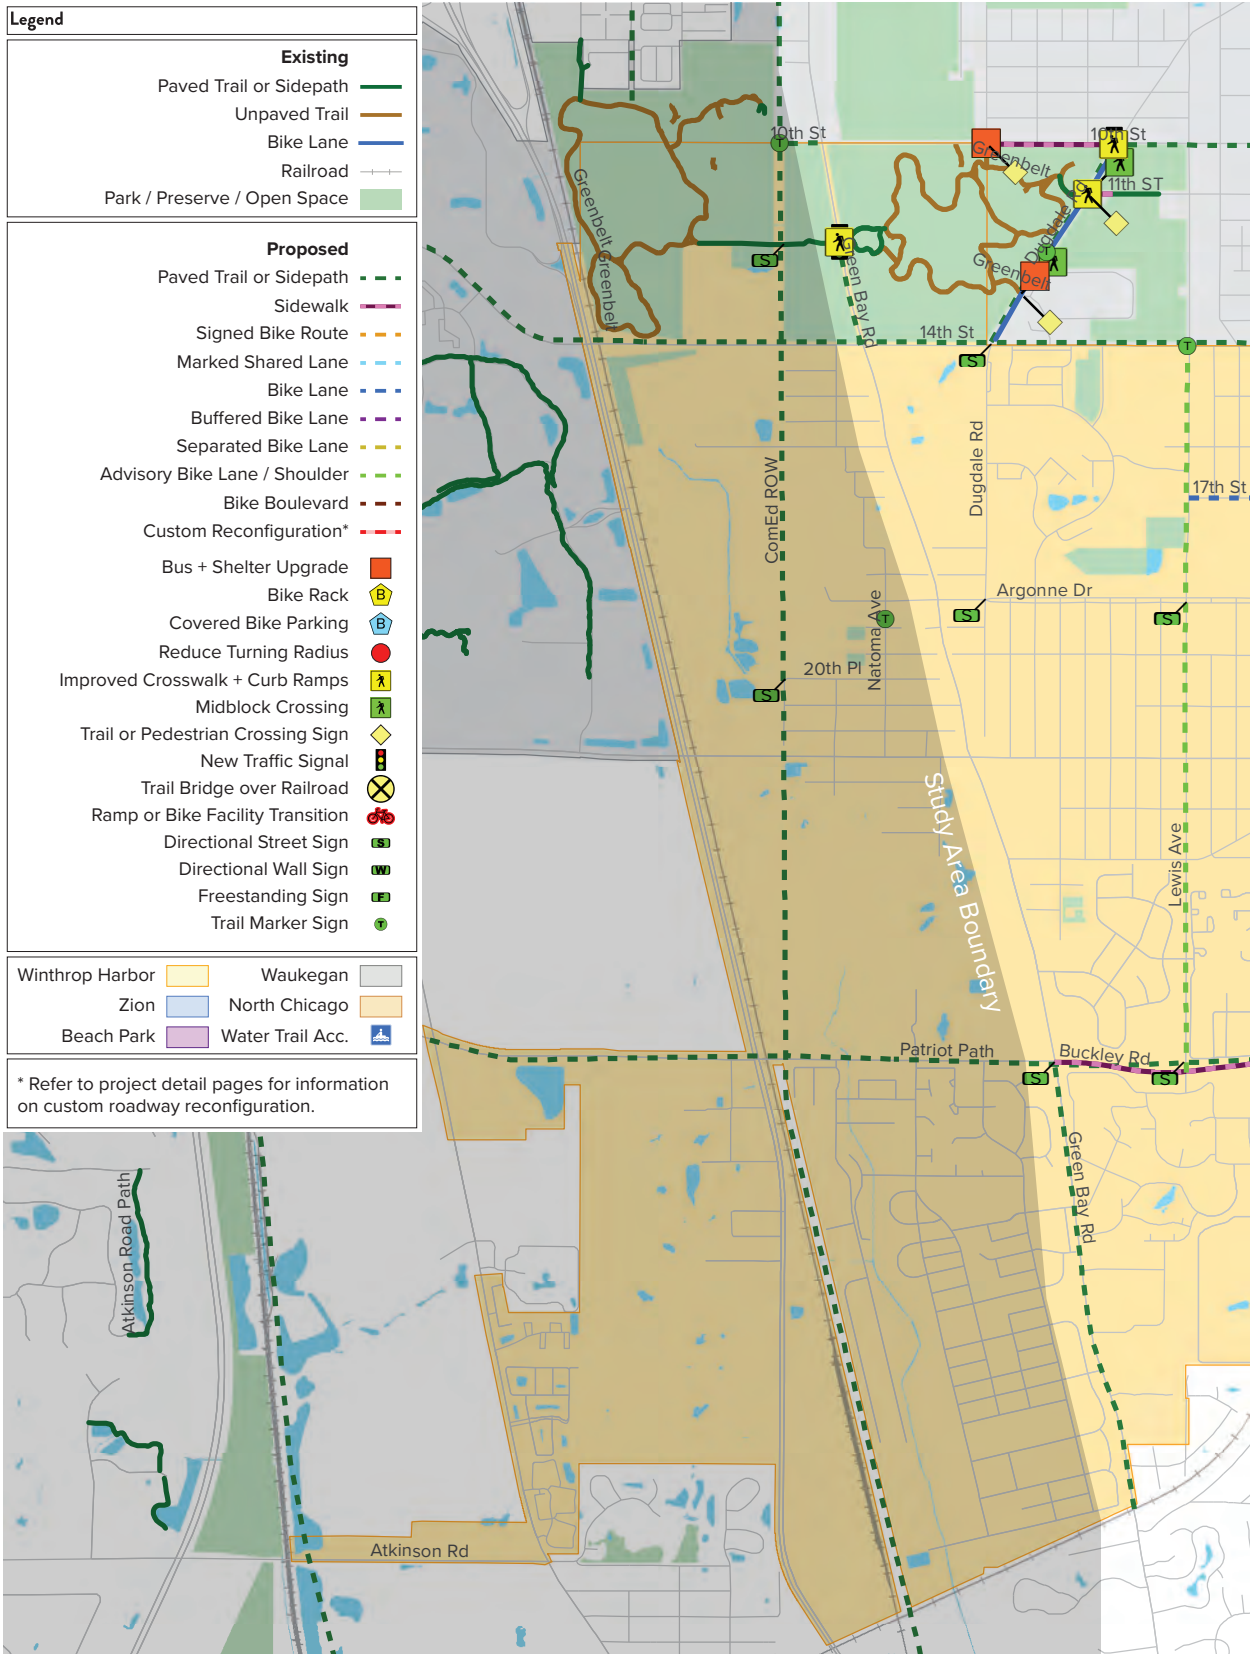 Legend
Existing
Paved Trail or Sidepath
Unpaved Trail
Bike Lane
Railroad
Park / Preserve / Open Space
Proposed
Paved Trail or Sidepath
Sidewalk
Signed Bike Route
Marked Shared Lane
Bike Lane
Buffered Bike Lane
Separated Bike Lane
Advisory Bike Lane / Shoulder
Bike Boulevard
Custom Reconfiguration*
Bus + Shelter Upgrade
Bike Rack B
Covered Bike Parking B
Reduce Turning Radius
Improved Crosswalk + Curb Ramps
Midblock Crossing
Trail or Pedestrian Crossing Sign
New Traffic Signal
Trail Bridge over Railroad
Ramp or Bike Facility Transition
Directional Street Sign S
Directional Wall Sign W
Freestanding Sign F
Trail Marker Sign T
Winthrop Harbor Waukegan
Zion North Chicago
Beach Park Water Trail Acc.
* Refer to project detail pages for information
on custom roadway reconfiguration.
10th St
T
10th St
Greenbelt
11th ST
Greenbelt
Greenbelt
Dugdale
T
Greenbelt
S
Green Bay Rd
14th St
S
T
Dugdale Rd
17th St
ComEd ROW
Argonne Dr
Natoma Ave
T
S
S
20th Pl
S
Study Area Boundary
Lewis Ave
Patriot Path
Buckley Rd
S
S
Green Bay Rd
Atkinson Road Path
Atkinson Rd